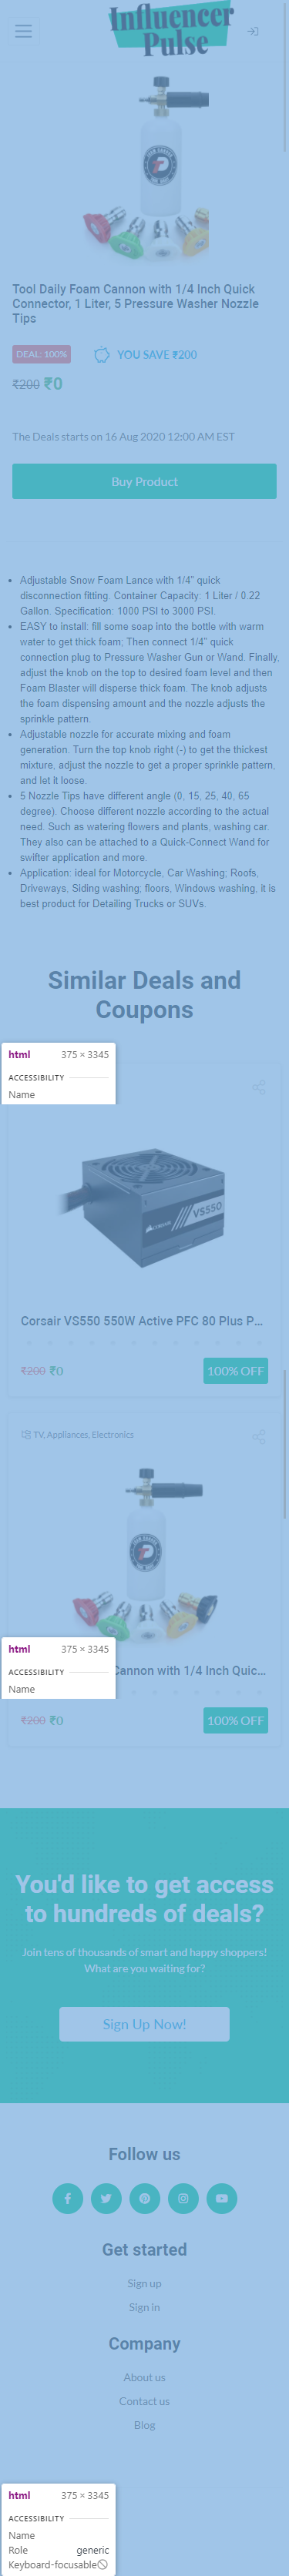 Influencer
Pulse
Tool Daily Foam Cannon with 1/4 Inch Quick
Connector, 1 Liter, 5 Pressure Washer Nozzle
Tips
DEAL: 100%
YOU SAVE ₹200
₹200 ₹0
The Deals starts on 16 Aug 2020 12:00 AM EST
Buy Product
Adjustable Snow Foam Lance with 1/4" quick
disconnection fitting. Container Capacity: 1 Liter / 0.22
Gallon. Specification: 1000 PSI to 3000 PSI.
EASY to install: fill some soap into the bottle with warm
water to get thick foam; Then connect 1/4" quick
connection plug to Pressure Washer Gun or Wand. Finally,
adjust the knob on the top to desired foam level and then
Foam Blaster will disperse thick foam. The knob adjusts
the foam dispensing amount and the nozzle adjusts the
sprinkle pattern.
Adjustable nozzle for accurate mixing and foam
generation. Turn the top knob right (-) to get the thickest
mixture, adjust the nozzle to get a proper sprinkle pattern,
and let it loose.
5 Nozzle Tips have different angle (0, 15, 25, 40, 65
degree). Choose different nozzle according to the actual
need. Such as watering flowers and plants, washing car.
They also can be attached to a Quick-Connect Wand for
swifter application and more.
Application: ideal for Motorcycle, Car Washing; Roofs,
Driveways, Siding washing; floors, Windows washing, it is
best product for Detailing Trucks or SUVs.
Similar Deals and
Coupons
html 375 × 3345
ACCESSIBILITY
Name
VS550
Corsair VS550 550W Active PFC 80 Plus P...
₹200 ₹0
100% OFF
TV, Appliances, Electronics
html 375 × 3345
Cannon with 1/4 Inch Quic...
ACCESSIBILITY
Name
₹200 ₹0
100% OFF
You'd like to get access
to hundreds of deals?
Join tens of thousands of smart and happy shoppers!
What are you waiting for?
Sign Up Now!
Follow us
Get started
Sign up
Sign in
Company
About us
Contact us
Blog
html 375 × 3345
ACCESSIBILITY
Name
Role generic
Keyboard-focusable